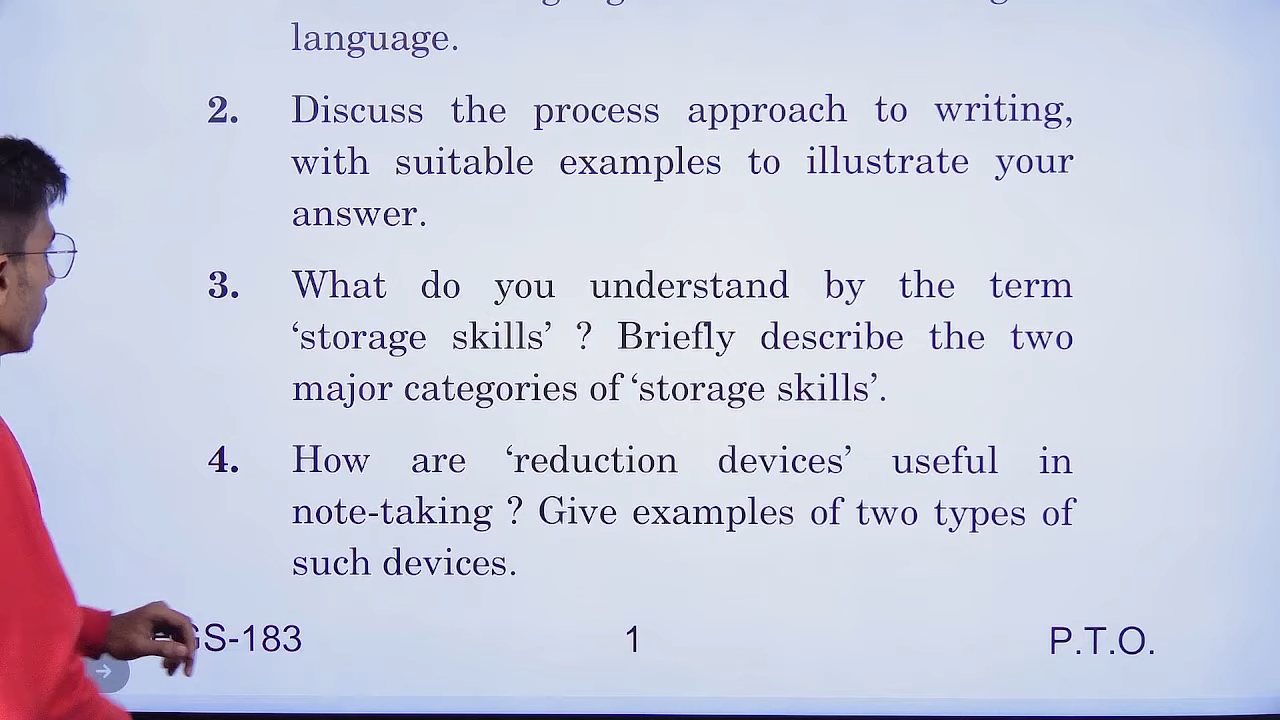 language.
2. Discuss the process approach to writing,
with suitable examples to illustrate your
answer.
3. What do you understand by the term
‘storage skills’ ? Briefly describe the two
major categories of ‘storage skills’.
4. How are ‘reduction devices’ useful in
note-taking ? Give examples of two types of
such devices.
GS-183 1 P.T.O.